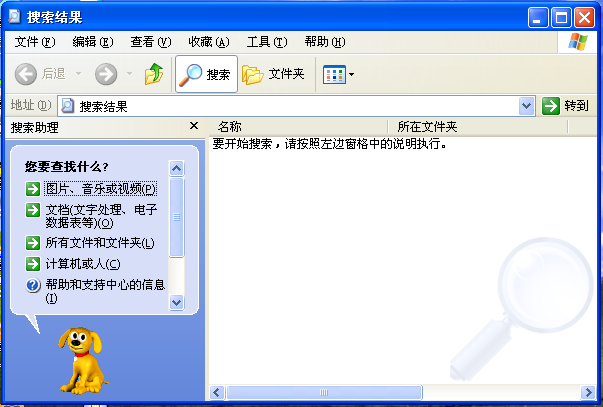 搜索结果
文件(F) 编辑(E) 查看(V) 收藏(A) 工具(T) 帮助(H)
后退 搜索 文件夹
地址(D) 搜索结果 转到
搜索助理
名称 所在文件夹
要开始搜索，请按照左边窗格中的说明执行。
您要查找什么?
图片、音乐或视频(P)
文档(文字处理、电子
数据表等)(O)
所有文件和文件夹(L)
计算机或人(C)
帮助和支持中心的信息
(I)